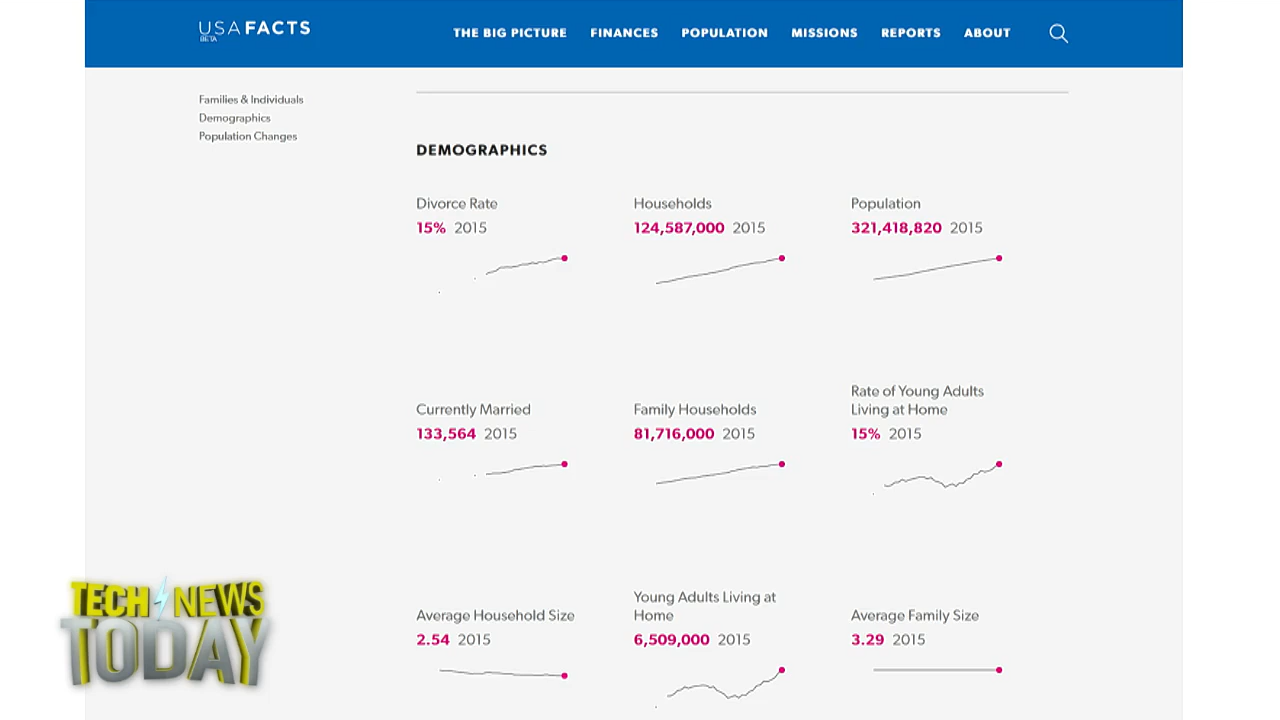 USAFACTS
BETA
THE BIG PICTURE FINANCES POPULATION MISSIONS REPORTS ABOUT
Families & Individuals
Demographics
Population Changes
DEMOGRAPHICS
Divorce Rate
15% 2015
Households
124,587,000 2015
Population
321,418,820 2015
Currently Married
133,564 2015
Family Households
81,716,000 2015
Rate of Young Adults
Living at Home
15% 2015
Average Household Size
2.54 2015
Young Adults Living at
Home
6,509,000 2015
Average Family Size
3.29 2015
TECH NEWS
TODAY